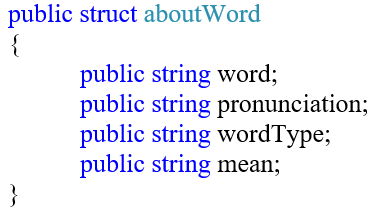 public struct aboutWord
{
public string word;
public string pronunciation;
public string wordType;
public string mean;
}